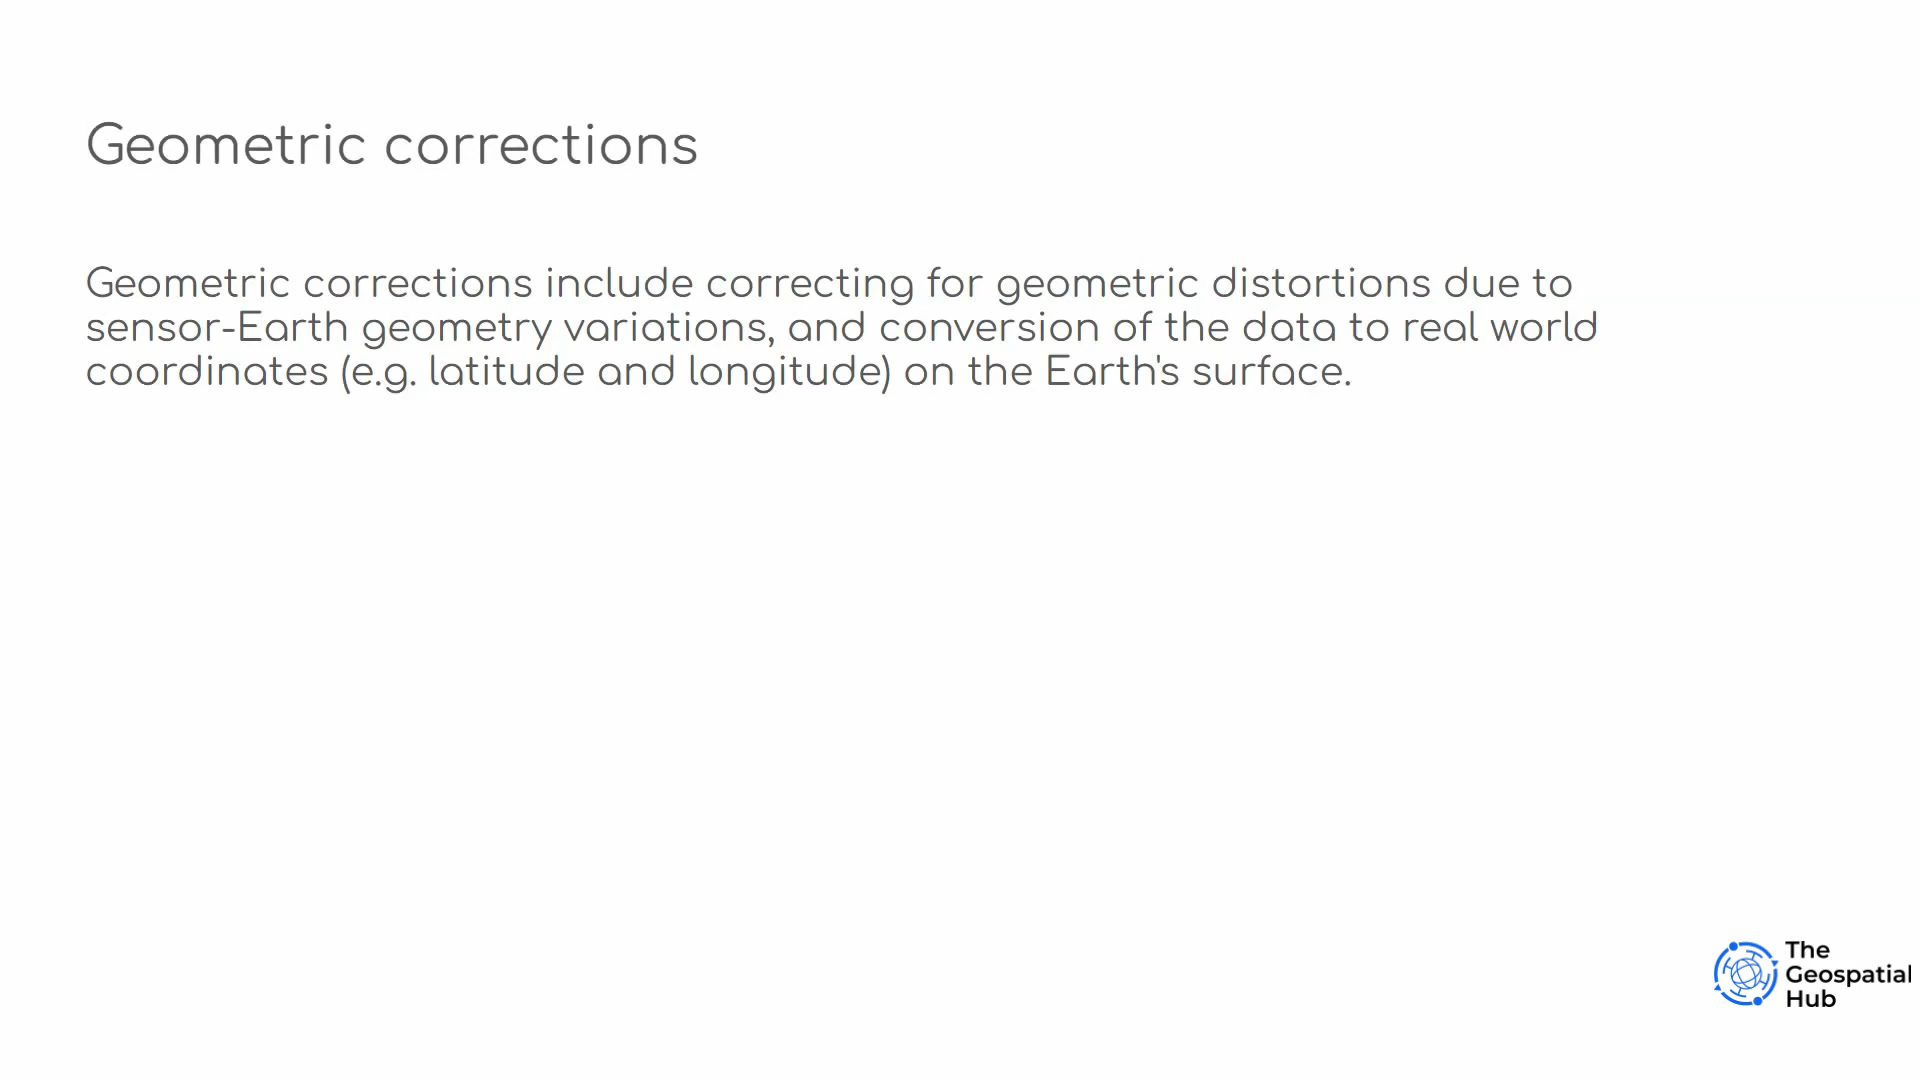 Geometric corrections
Geometric corrections include correcting for geometric distortions due to
sensor-Earth geometry variations, and conversion of the data to real world
coordinates (e.g. latitude and longitude) on the Earth's surface.
The
Geospatial
Hub